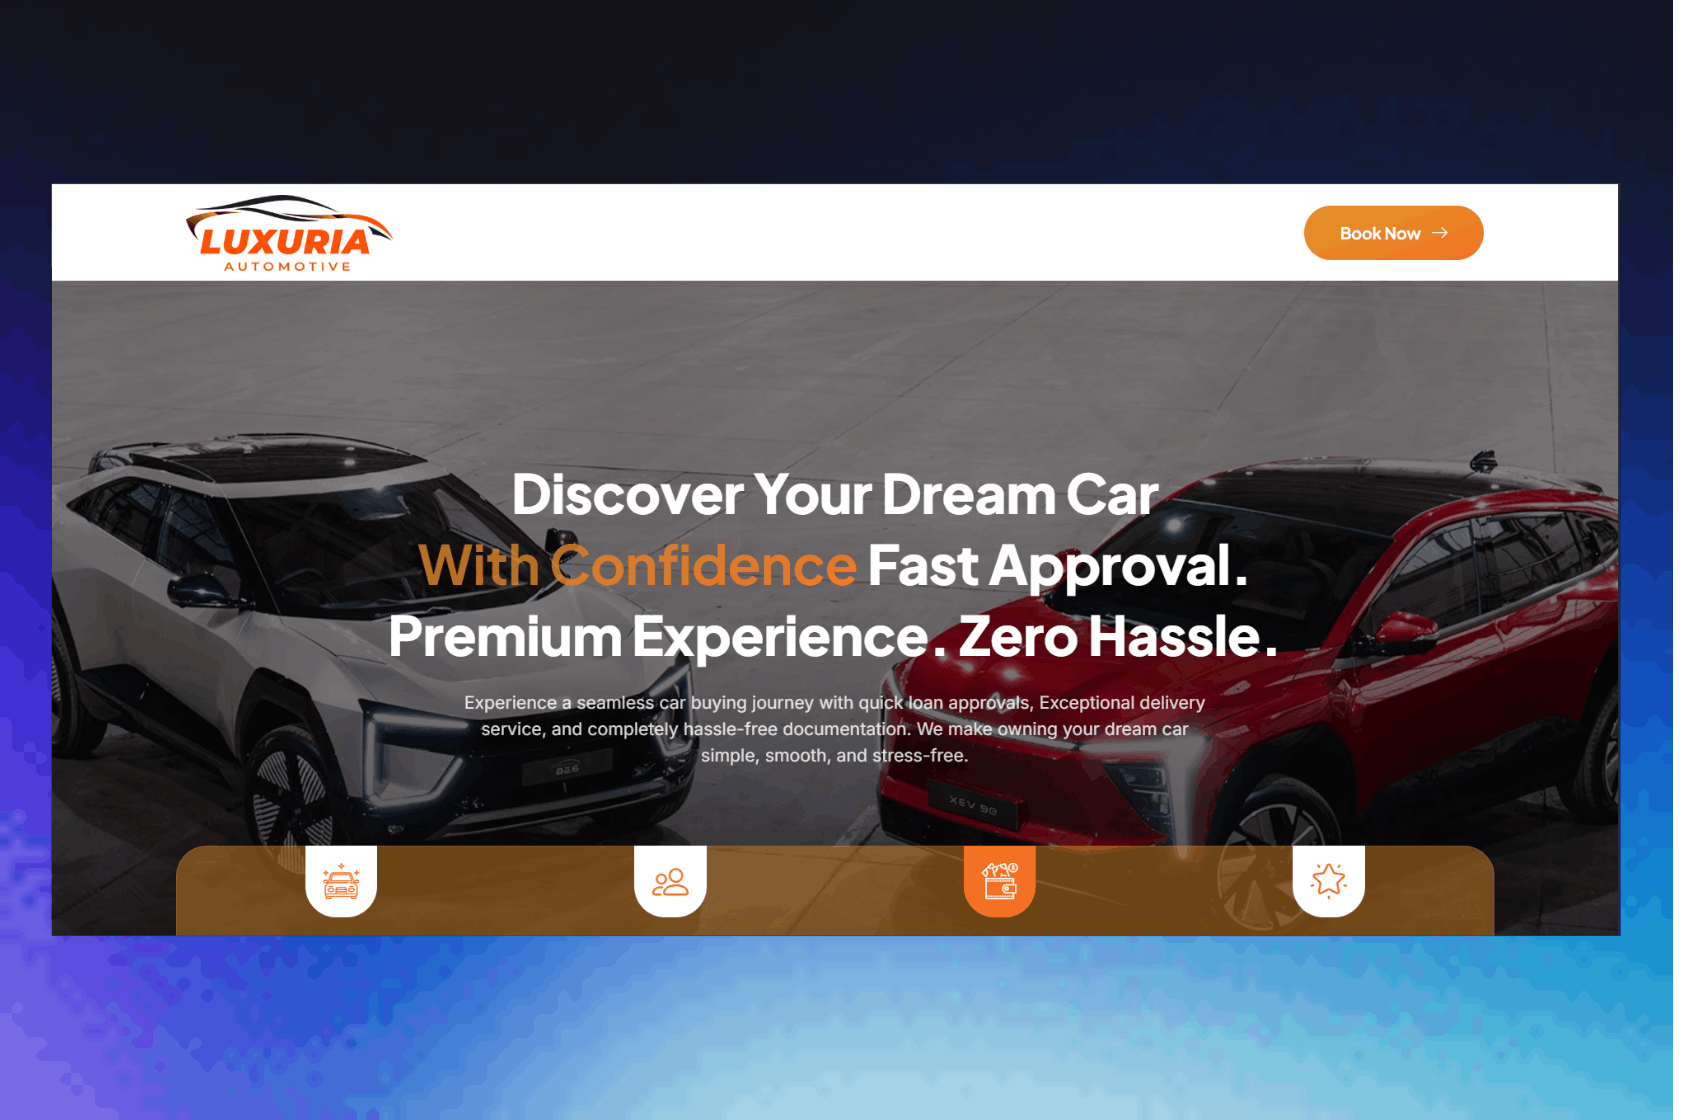 LUXURIA
AUTOMOTIVE
Book Now
Discover Your Dream Car
With Confidence Fast Approval.
Premium Experience. Zero Hassle.
Experience a seamless car buying journey with quick loan approvals, Exceptional delivery
service, and completely hassle-free documentation. We make owning your dream car
simple, smooth, and stress-free.
XEV 9e